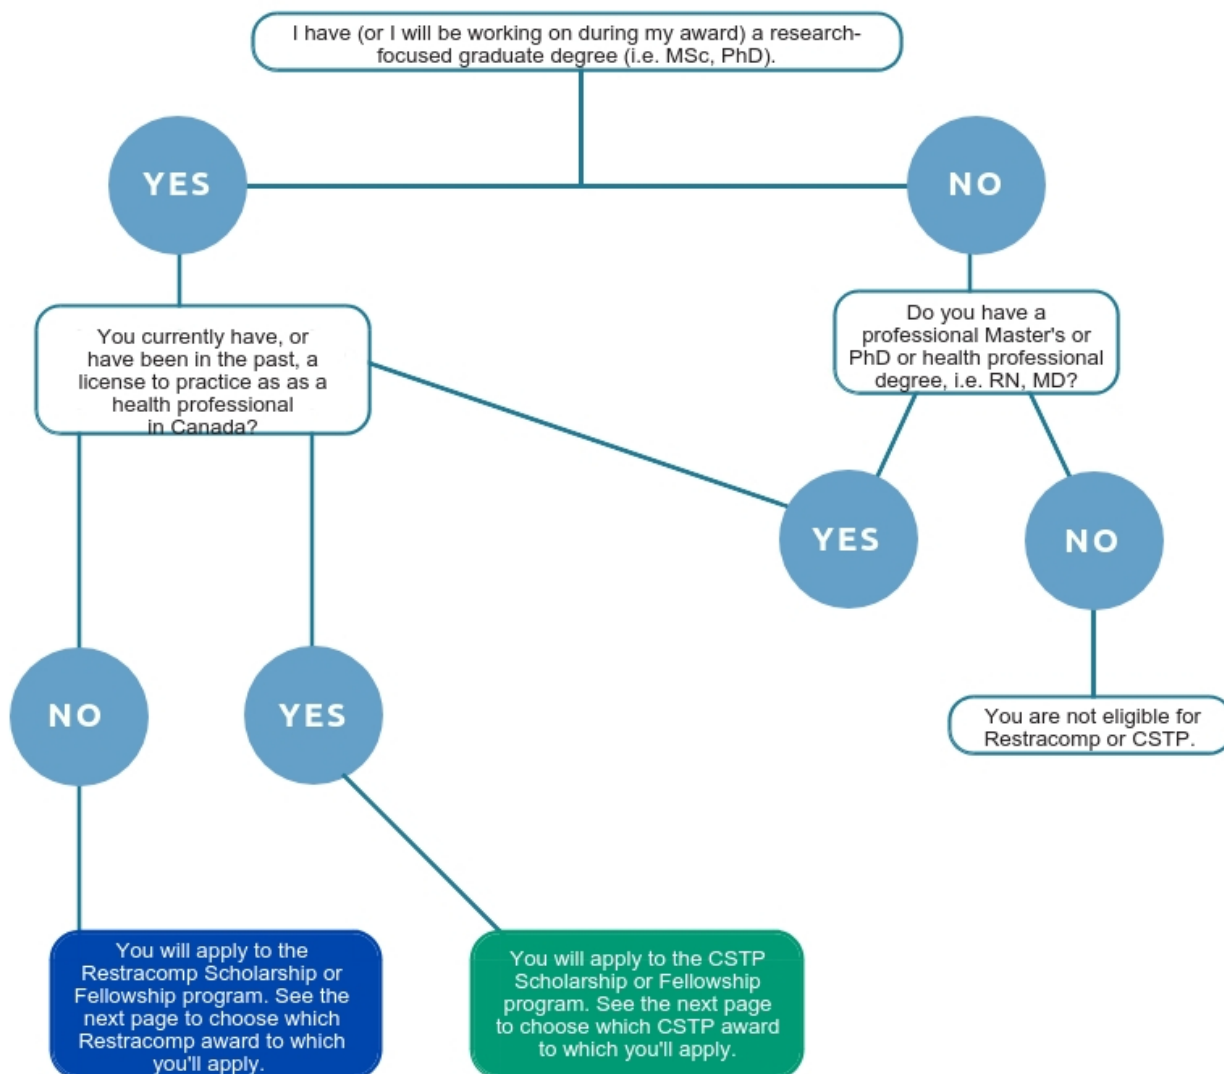 I have (or I will be working on during my award) a research-
focused graduate degree (i.e. MSc, PhD).
YES
NO
You currently have, or
have been in the past, a
license to practice as as a
health professional
in Canada?
Do you have a
professional Master's or
PhD or health professional
degree, i.e. RN, MD?
YES
NO
NO
YES
You are not eligible for
Restracomp or CSTP.
You will apply to the
Restracomp Scholarship or
Fellowship program. See the
next page to choose which
Restracomp award to which
you'll apply.
You will apply to the CSTP
Scholarship or Fellowship
program. See the next page
to choose which CSTP award
to which you'll apply.